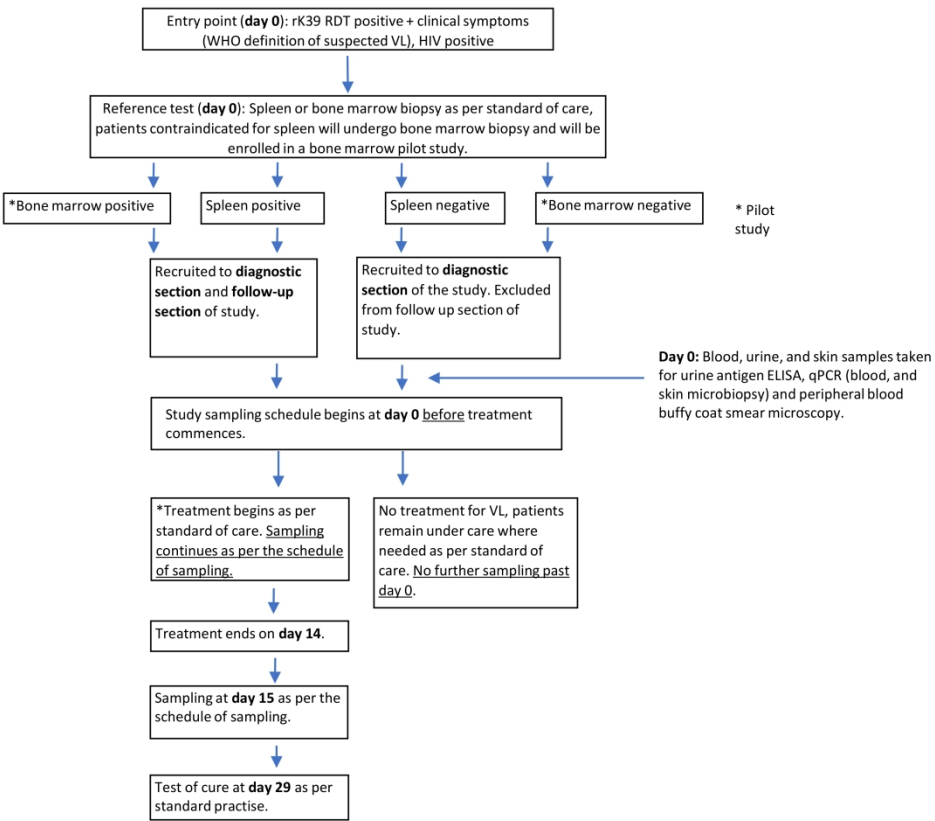 Entry point (day 0): rK39 RDT positive + clinical symptoms
(WHO definition of suspected VL), HIV positive
Reference test (day 0): Spleen or bone marrow biopsy as per standard of care,
patients contraindicated for spleen will undergo bone marrow biopsy and will be
enrolled in a bone marrow pilot study.
*Bone marrow positive
Spleen positive
Spleen negative
*Bone marrow negative
* Pilot
study
Recruited to diagnostic
section and follow-up
section of study.
Recruited to diagnostic
section of the study. Excluded
from follow up section of
study.
Day 0: Blood, urine, and skin samples taken
for urine antigen ELISA, qPCR (blood, and
skin microbiopsy) and peripheral blood
buffy coat smear microscopy.
Study sampling schedule begins at day 0 before treatment
commences.
*Treatment begins as per
standard of care. Sampling
continues as per the schedule
of sampling.
No treatment for VL, patients
remain under care where
needed as per standard of
care. No further sampling past
day 0.
Treatment ends on day 14.
Sampling at day 15 as per the
schedule of sampling.
Test of cure at day 29 as per
standard practise.